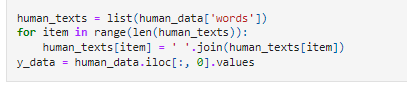 human_texts = list(human_data['words'])
for item in range(len(human_texts)):
    human_texts[item] = ' '.join(human_texts[item])
y_data = human_data.iloc[:, 0].values